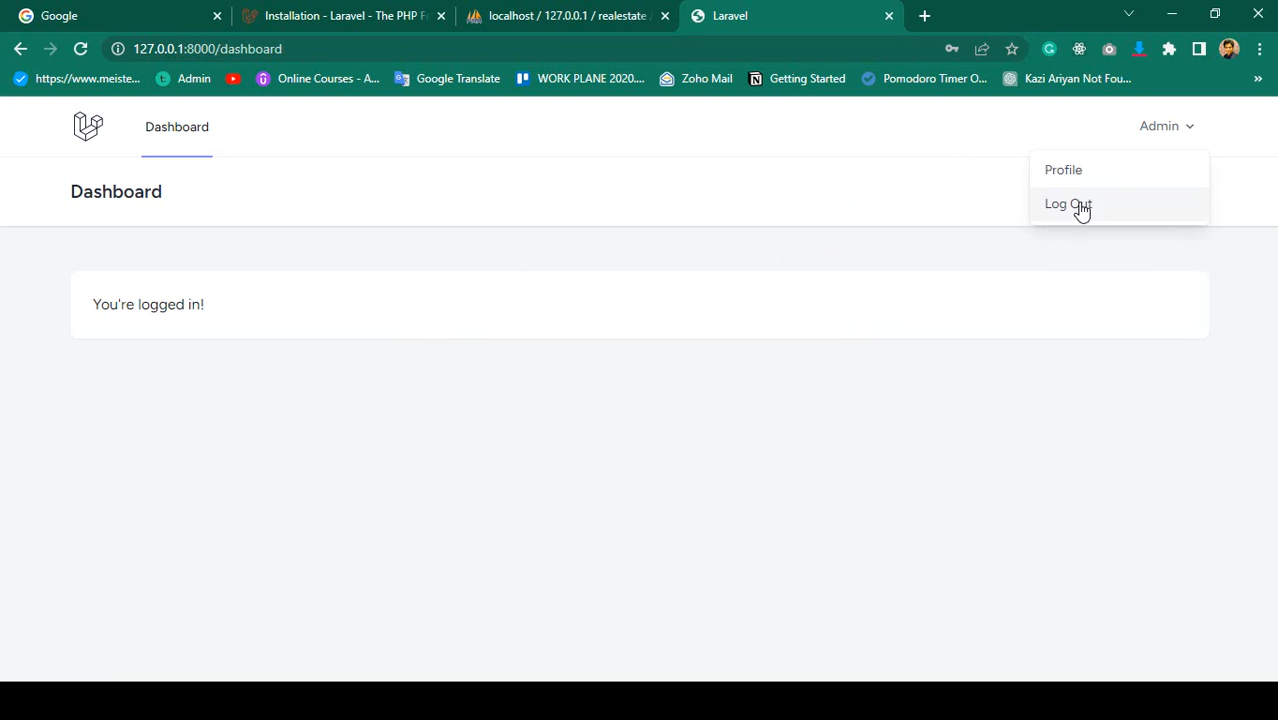 Google
Installation - Laravel - The PHP F
localhost / 127.0.0.1 / realestate /
Laravel
127.0.0.1:8000/dashboard
https://www.meiste...
Admin
Online Courses - A...
Google Translate
WORK PLANE 2020....
Zoho Mail
Getting Started
Pomodoro Timer O...
Kazi Ariyan Not Fou...
»
Dashboard
Admin
Profile
Dashboard
Log Out
You're logged in!